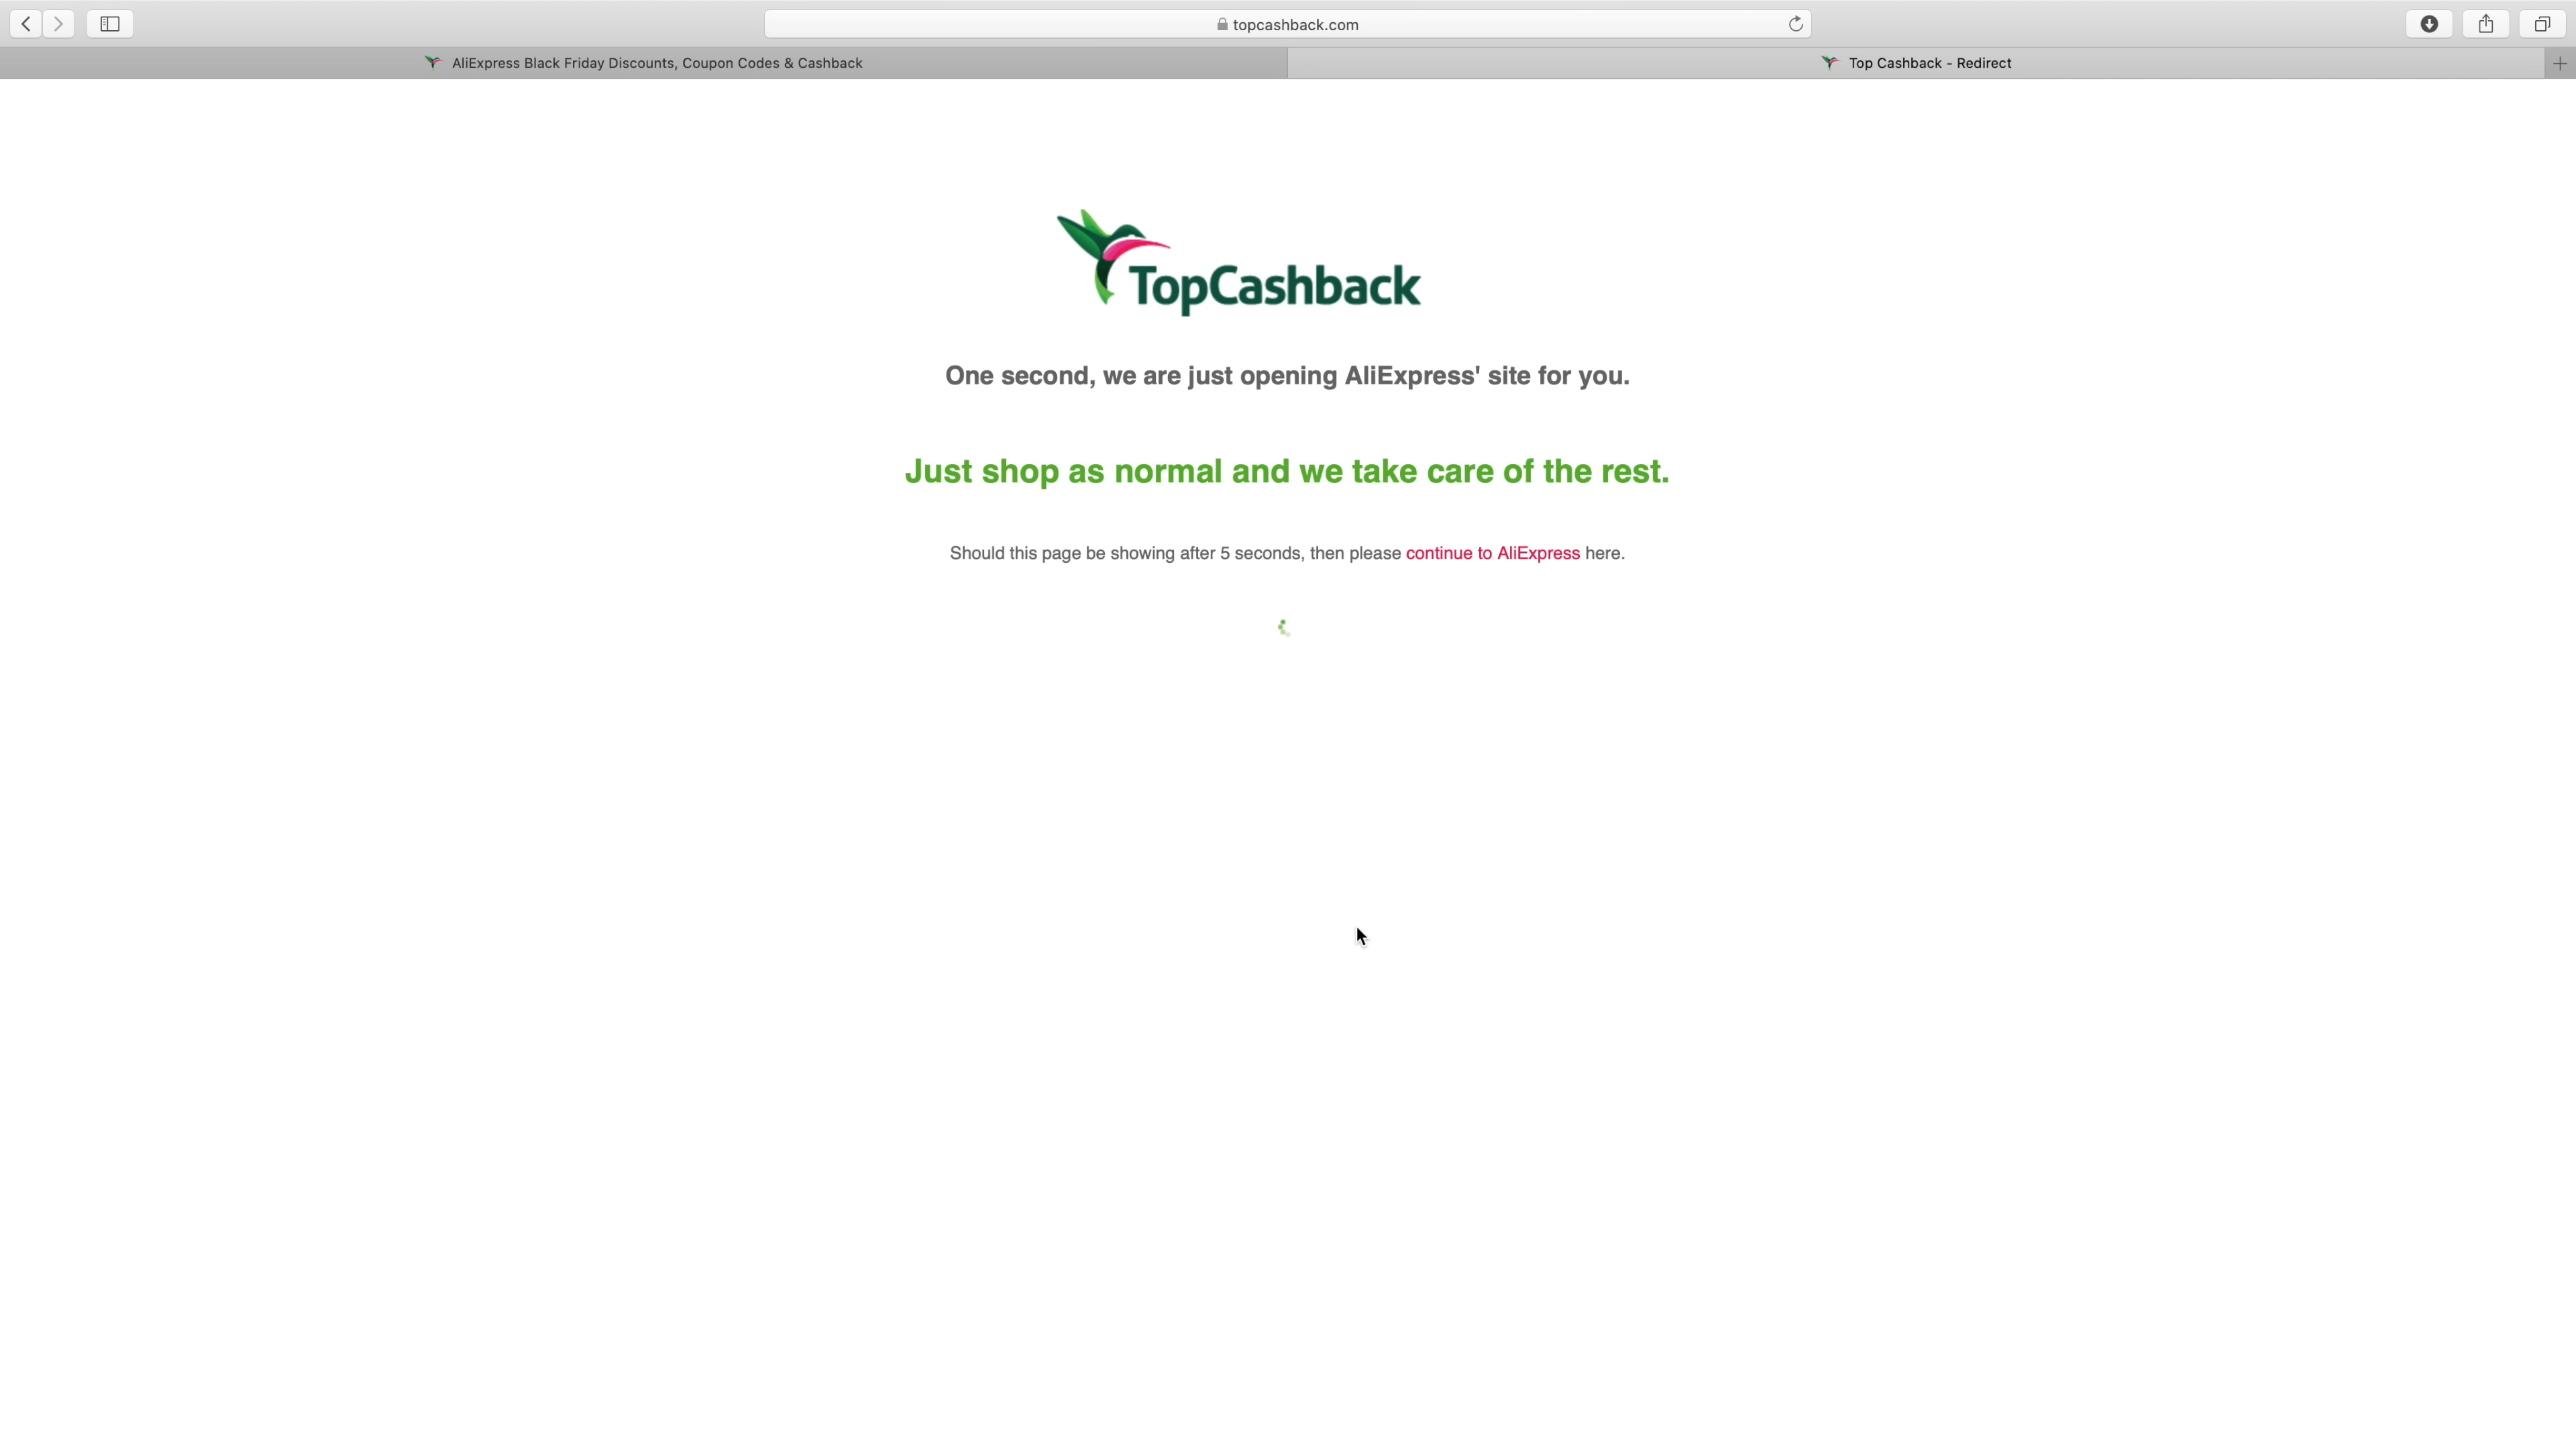 topcashback.com
AliExpress Black Friday Discounts, Coupon Codes & Cashback
Top Cashback - Redirect
TopCashback
One second, we are just opening AliExpress' site for you.
Just shop as normal and we take care of the rest.
Should this page be showing after 5 seconds, then please continue to AliExpress here.